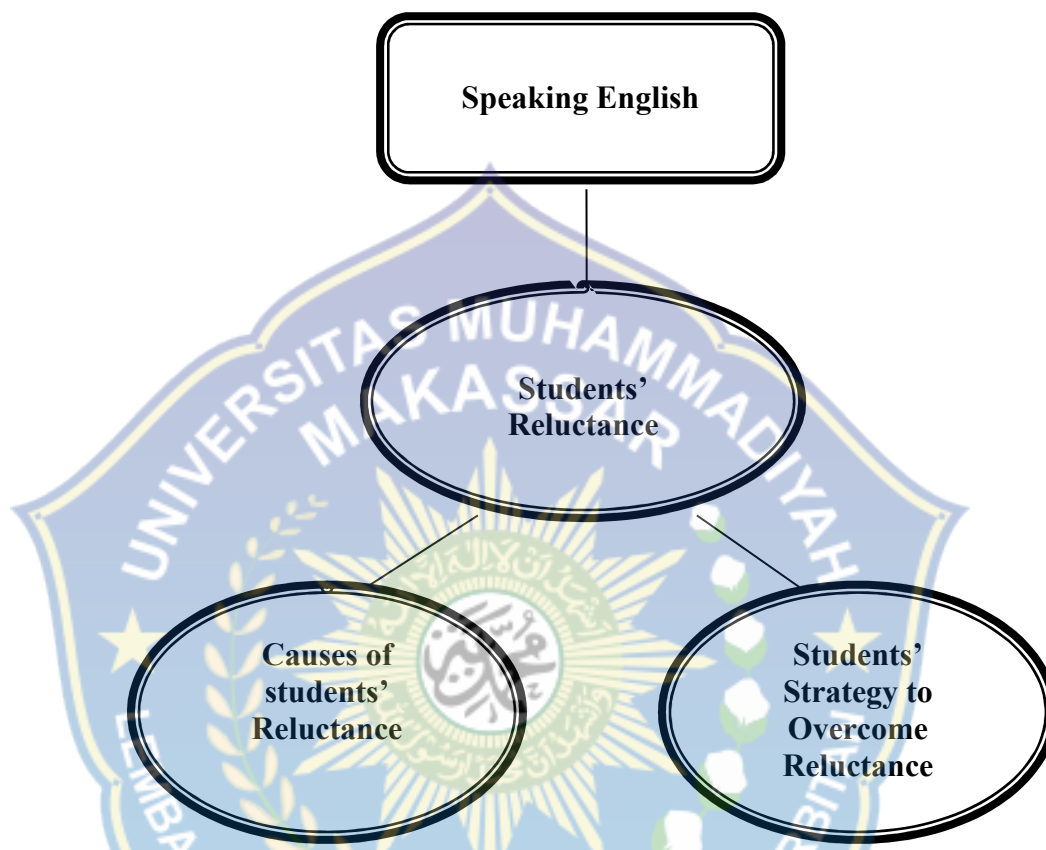 Speaking English
UNIVERSITAS MUHAMMADIYAH
MAKASSAR
Students’
Reluctance
Causes of
students’
Reluctance
Students’
Strategy to
Overcome
Reluctance